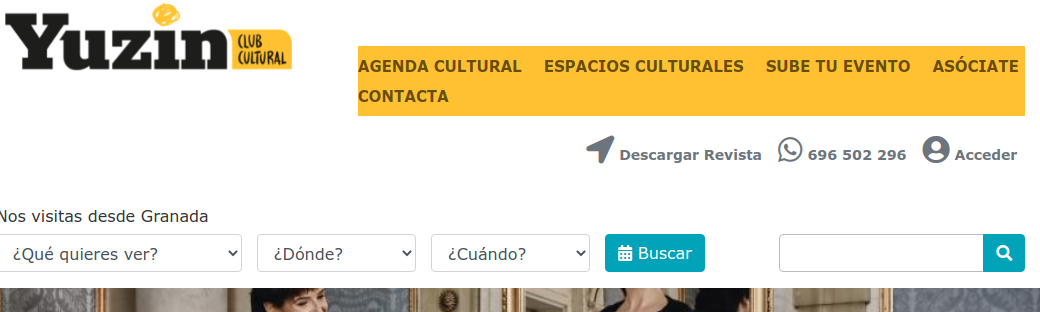 Yuzin
CLUB
CULTURAL
AGENDA CULTURAL ESPACIOS CULTURALES SUBE TU EVENTO ASÓCIATE
CONTACTA
Descargar Revista 696 502 296 Acceder
Nos visitas desde Granada
¿Qué quieres ver? ¿Dónde? ¿Cuándo? Buscar